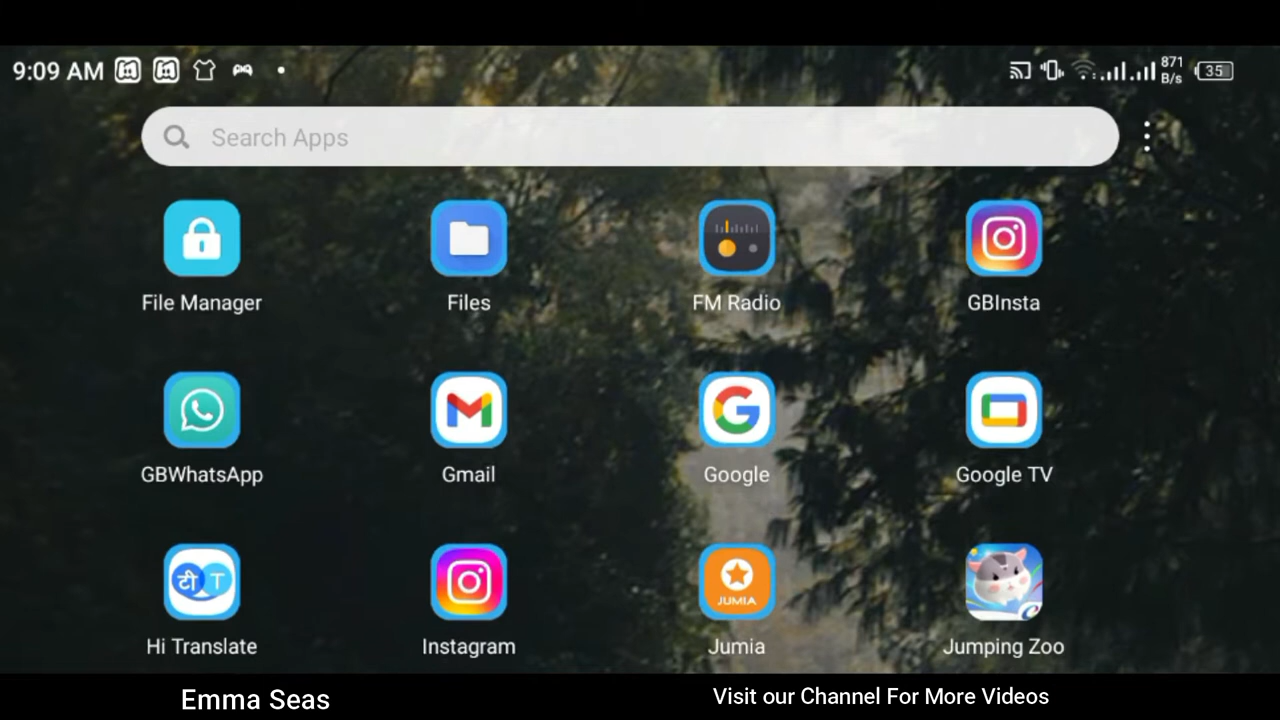 9:09 AM
871
B/s
35
Search Apps
File Manager
Files
FM Radio
GBInsta
GBWhatsApp
Gmail
Google
Google TV
टी T
JUMIA
Hi Translate
Instagram
Jumia
Jumping Zoo
Emma Seas
Visit our Channel For More Videos